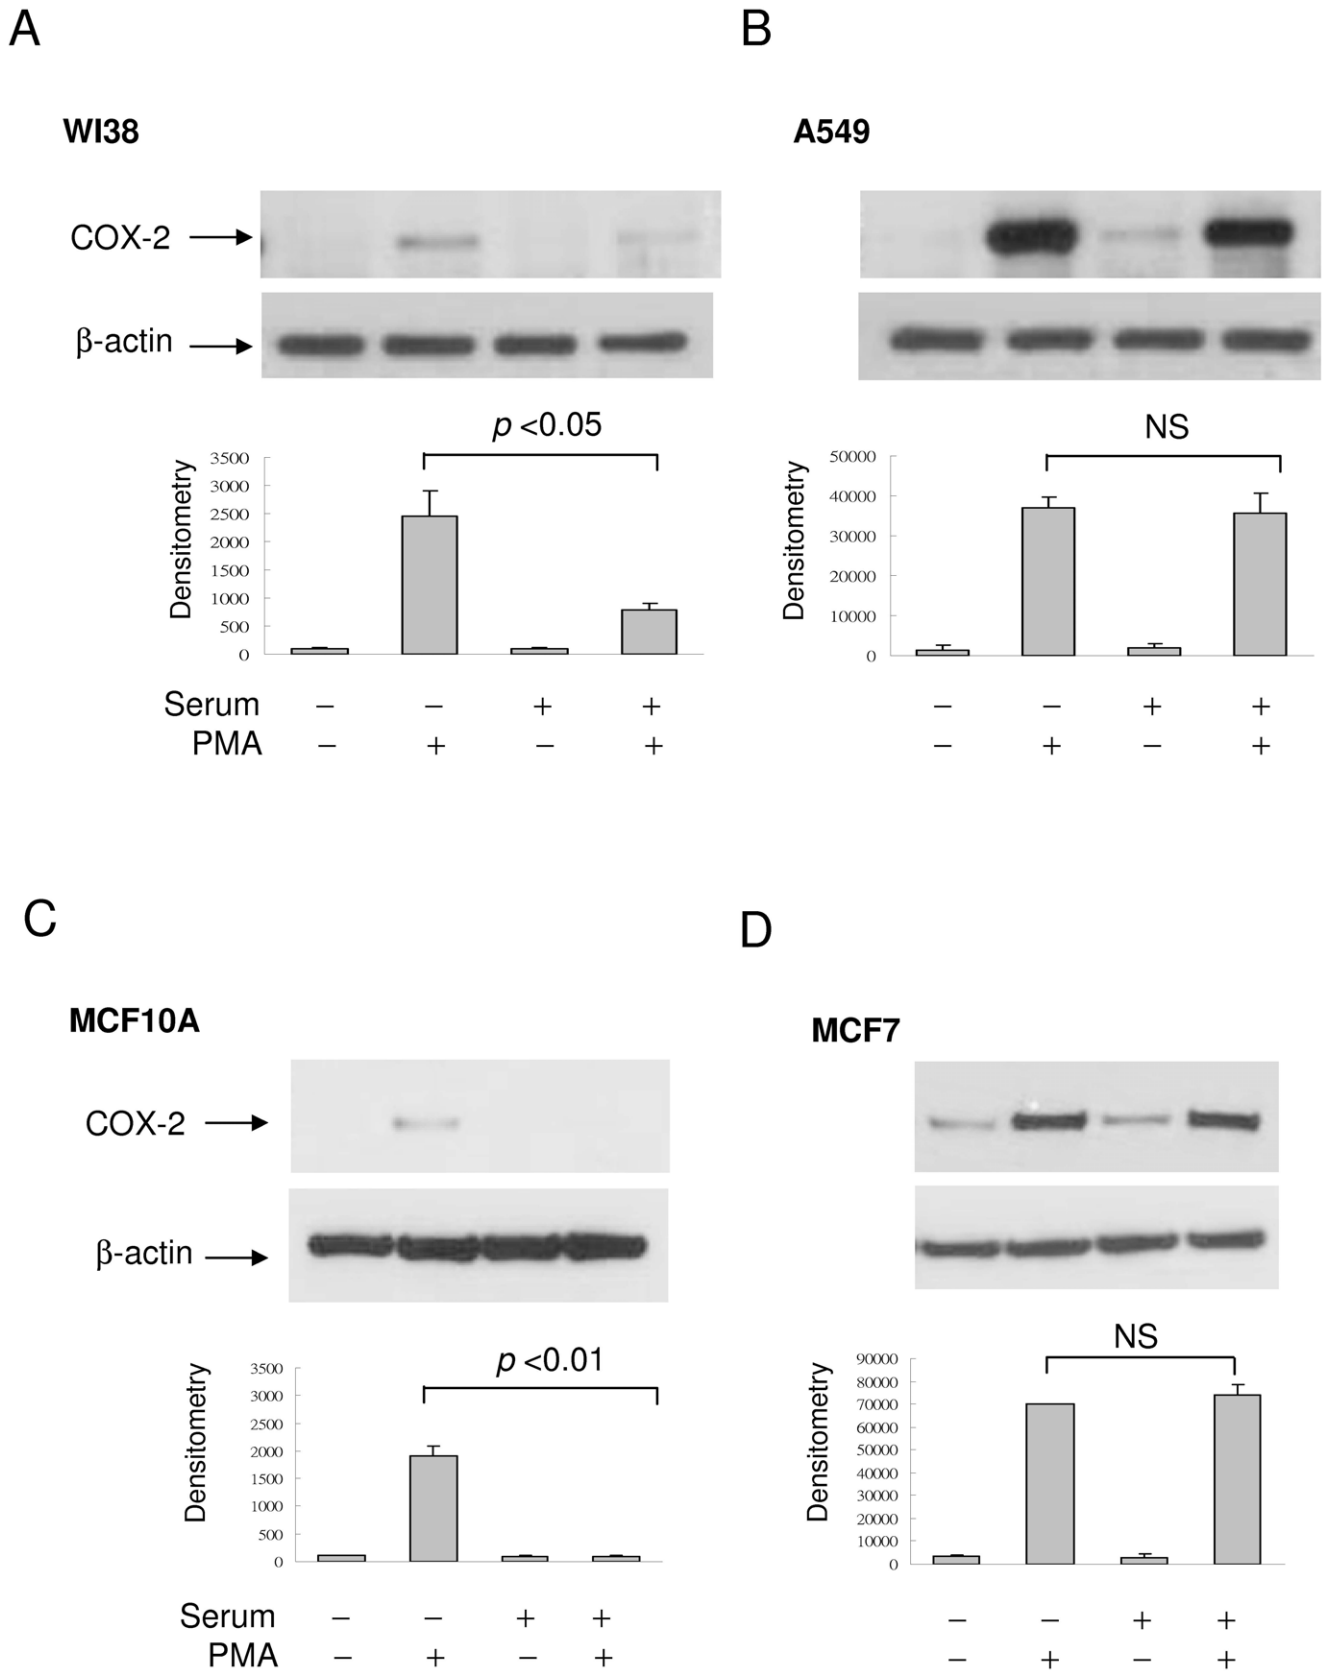 A
B
WI38
A549
COX-2
β-actin
p <0.05
NS
Densitometry
3500
3000
2500
2000
1500
1000
500
0
Densitometry
50000
40000
30000
20000
10000
0
Serum − − + + − − + +
PMA − + − + − + − +
C
D
MCF10A
MCF7
COX-2
β-actin
p <0.01
NS
Densitometry
3500
3000
2500
2000
1500
1000
500
0
Densitometry
90000
80000
70000
60000
50000
40000
30000
20000
10000
0
Serum − − + + − − + +
PMA − + − + − + − +